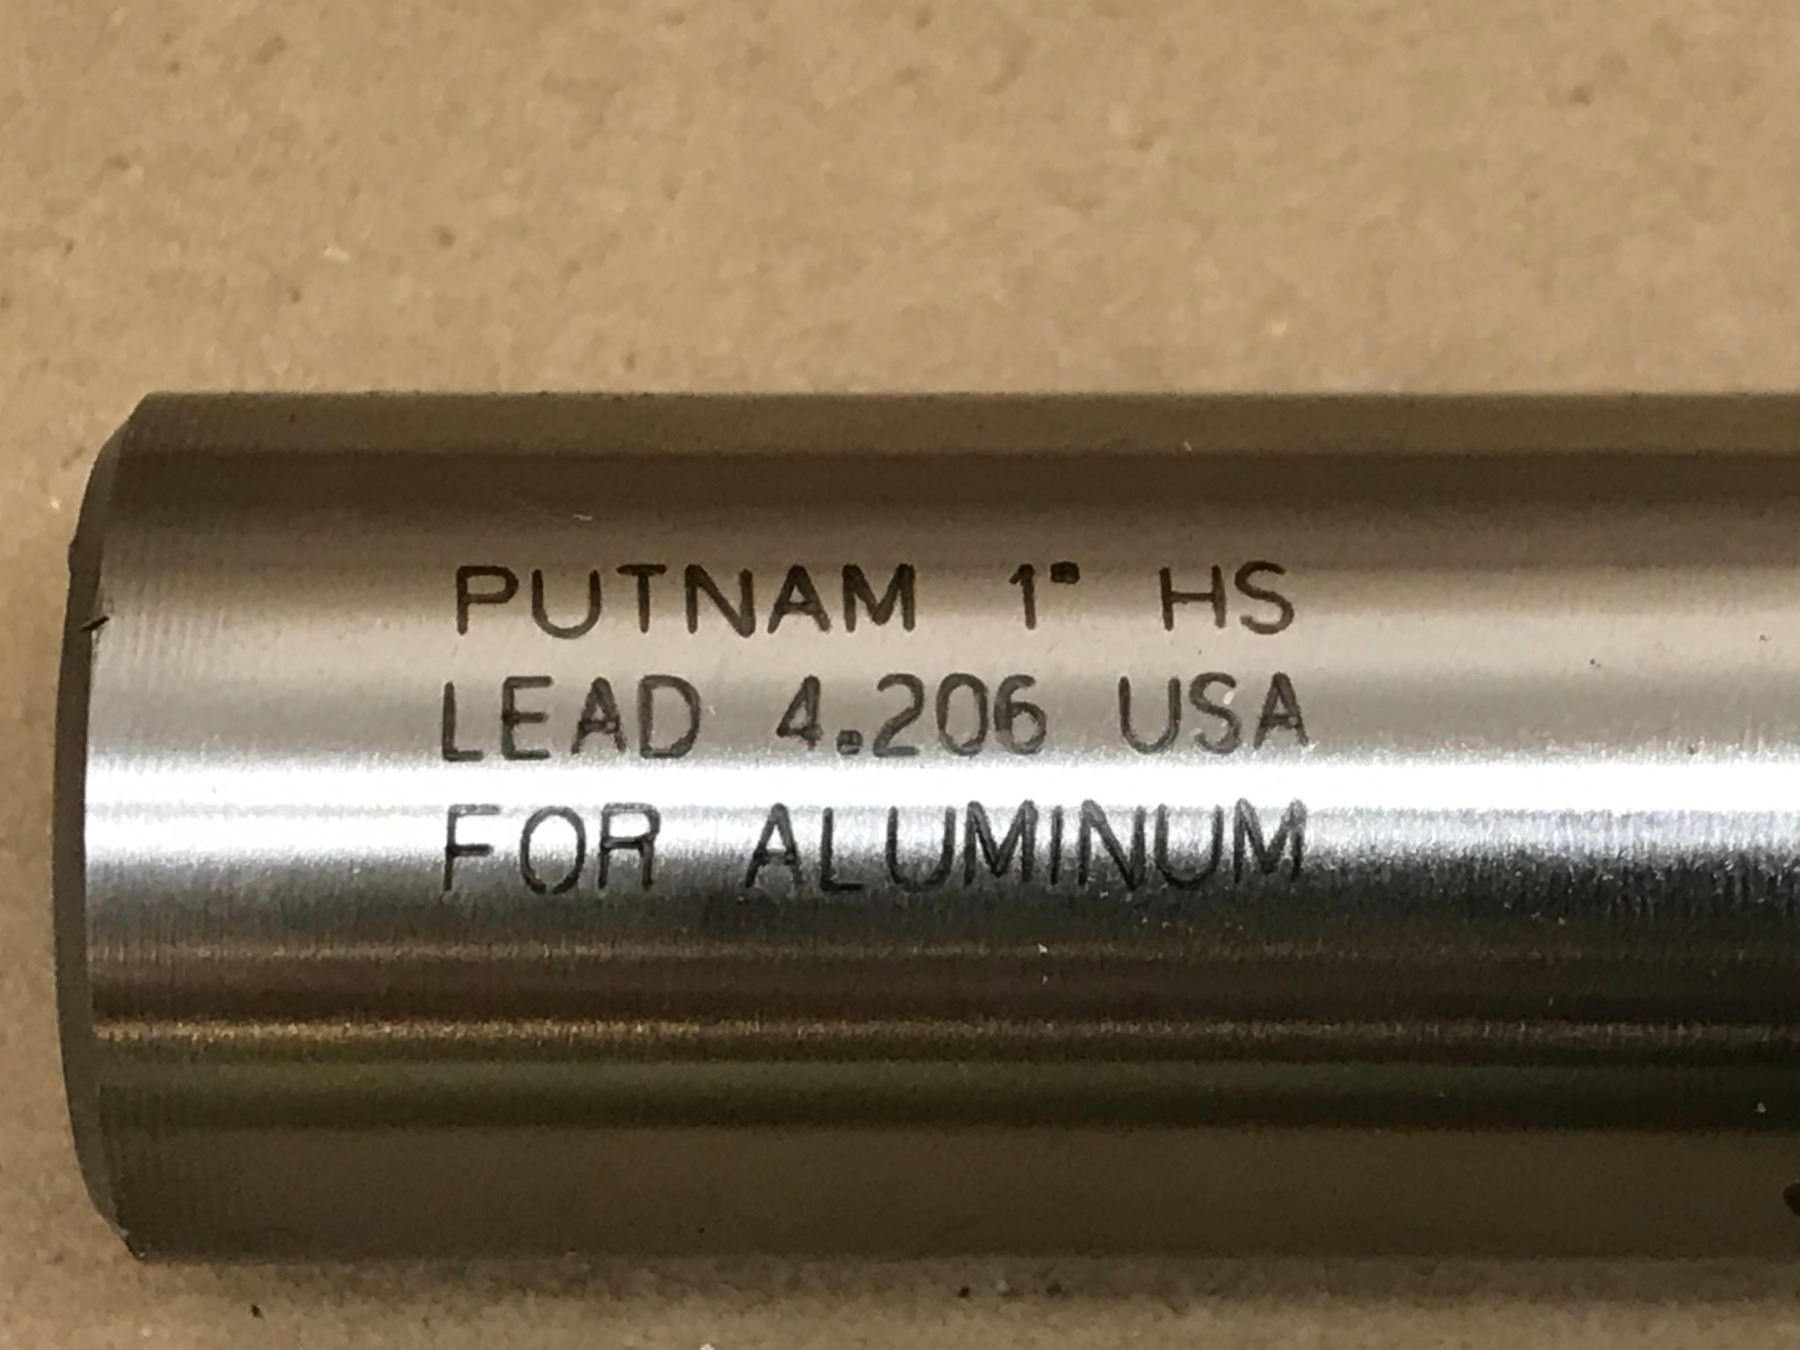 PUTNAM 1" HS
LEAD 4.206 USA
FOR ALUMINUM